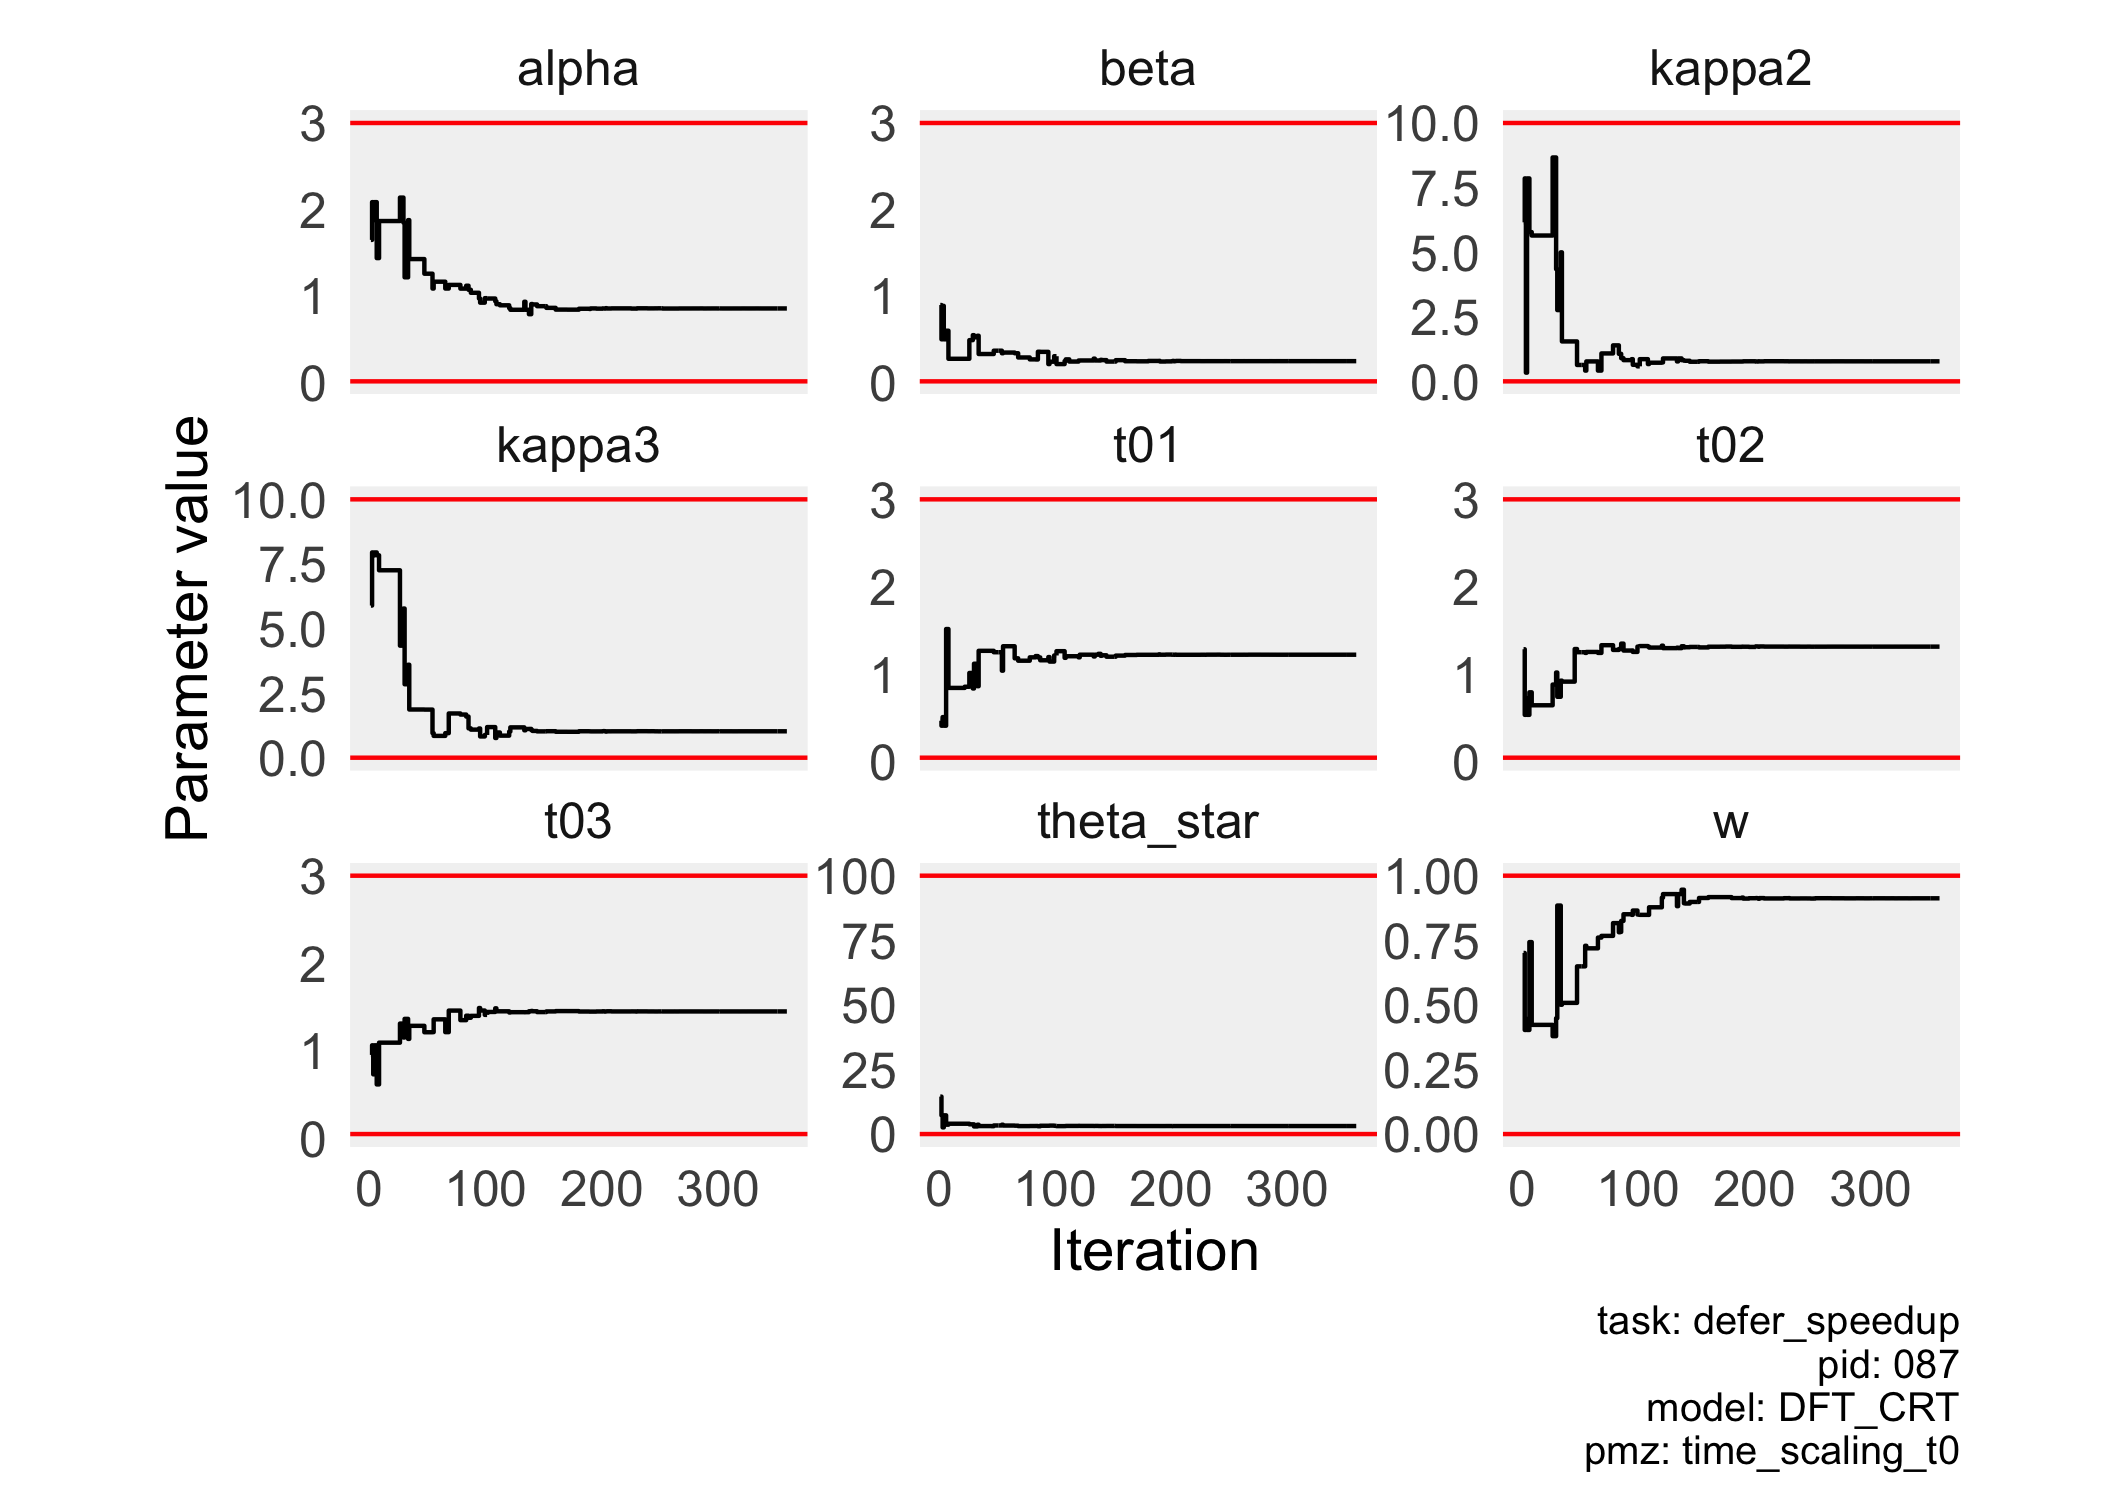 alpha
beta
kappa2
3
2
1
0
3
2
1
0
10.0
7.5
5.0
2.5
0.0
kappa3
t01
t02
10.0
7.5
5.0
2.5
0.0
3
2
1
0
3
2
1
0
t03
theta_star
w
3
2
1
0
100
75
50
25
0
1.00
0.75
0.50
0.25
0.00
0 100 200 300
0 100 200 300
0 100 200 300
Parameter value
Iteration
task: defer_speedup
pid: 087
model: DFT_CRT
pmz: time_scaling_t0